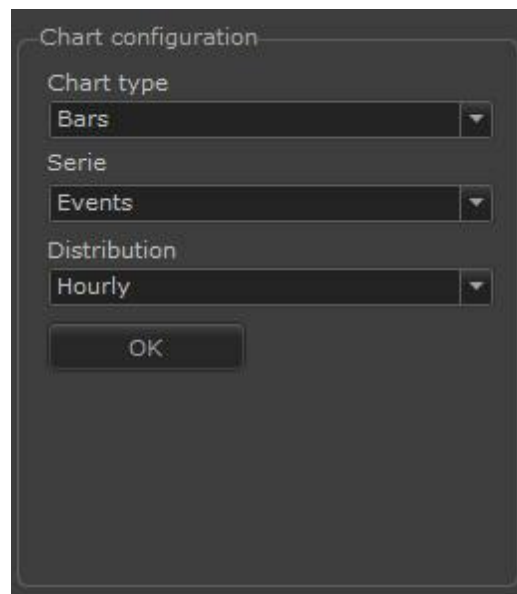 Chart configuration
Chart type
Bars
Serie
Events
Distribution
Hourly
OK